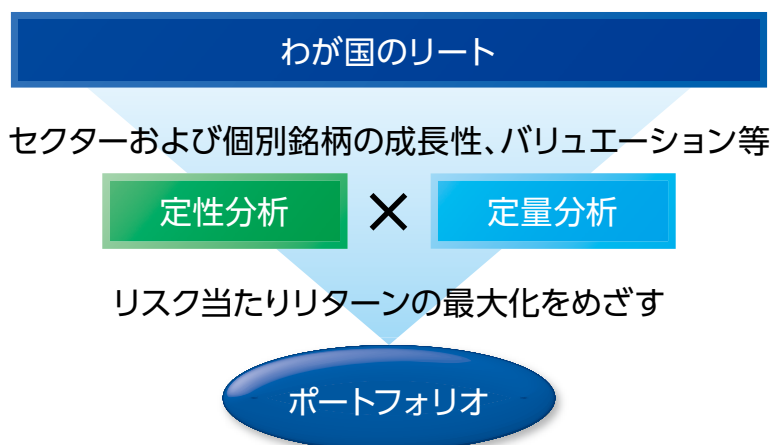 わが国のリート
セクターおよび個別銘柄の成長性、バリュエーション等
定性分析 × 定量分析
リスク当たりリターンの最大化をめざす
ポートフォリオ